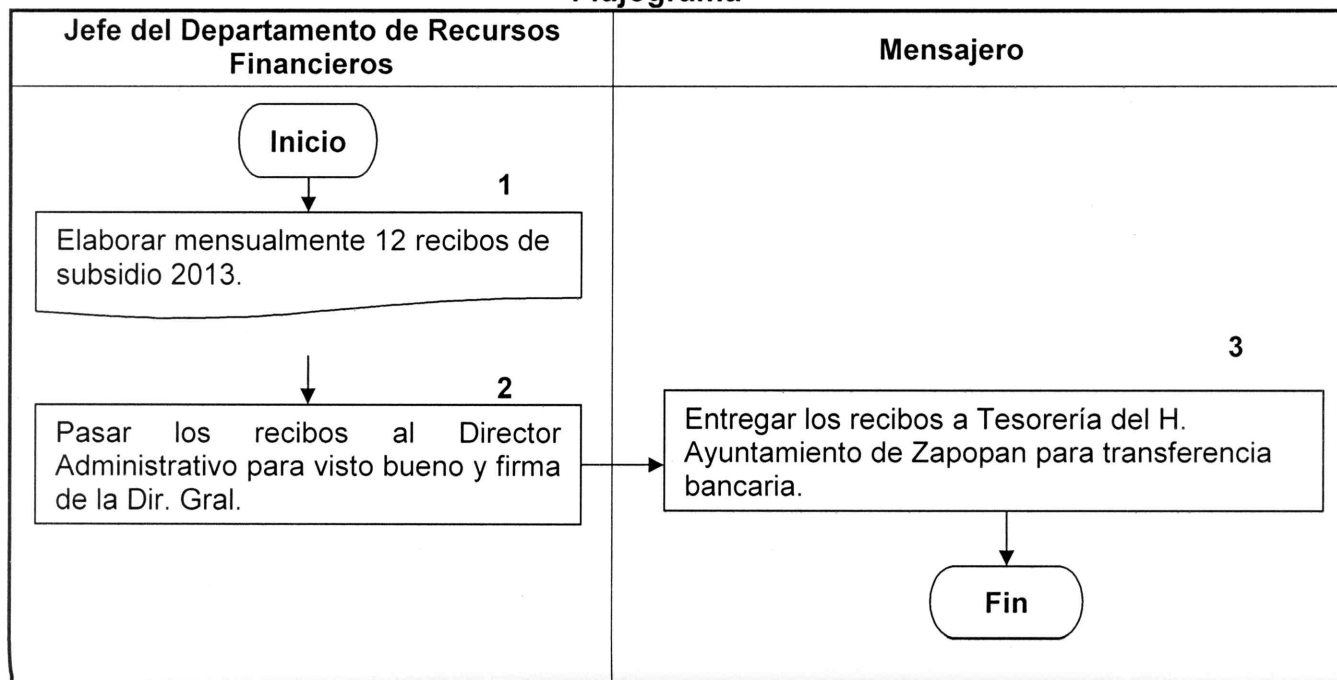 Jefe del Departamento de Recursos
Financieros
Mensajero
Inicio
1
Elaborar mensualmente 12 recibos de
subsidio 2013.
2
Pasar los recibos al Director
Administrativo para visto bueno y firma
de la Dir. Gral.
3
Entregar los recibos a Tesorería del H.
Ayuntamiento de Zapopan para transferencia
bancaria.
Fin